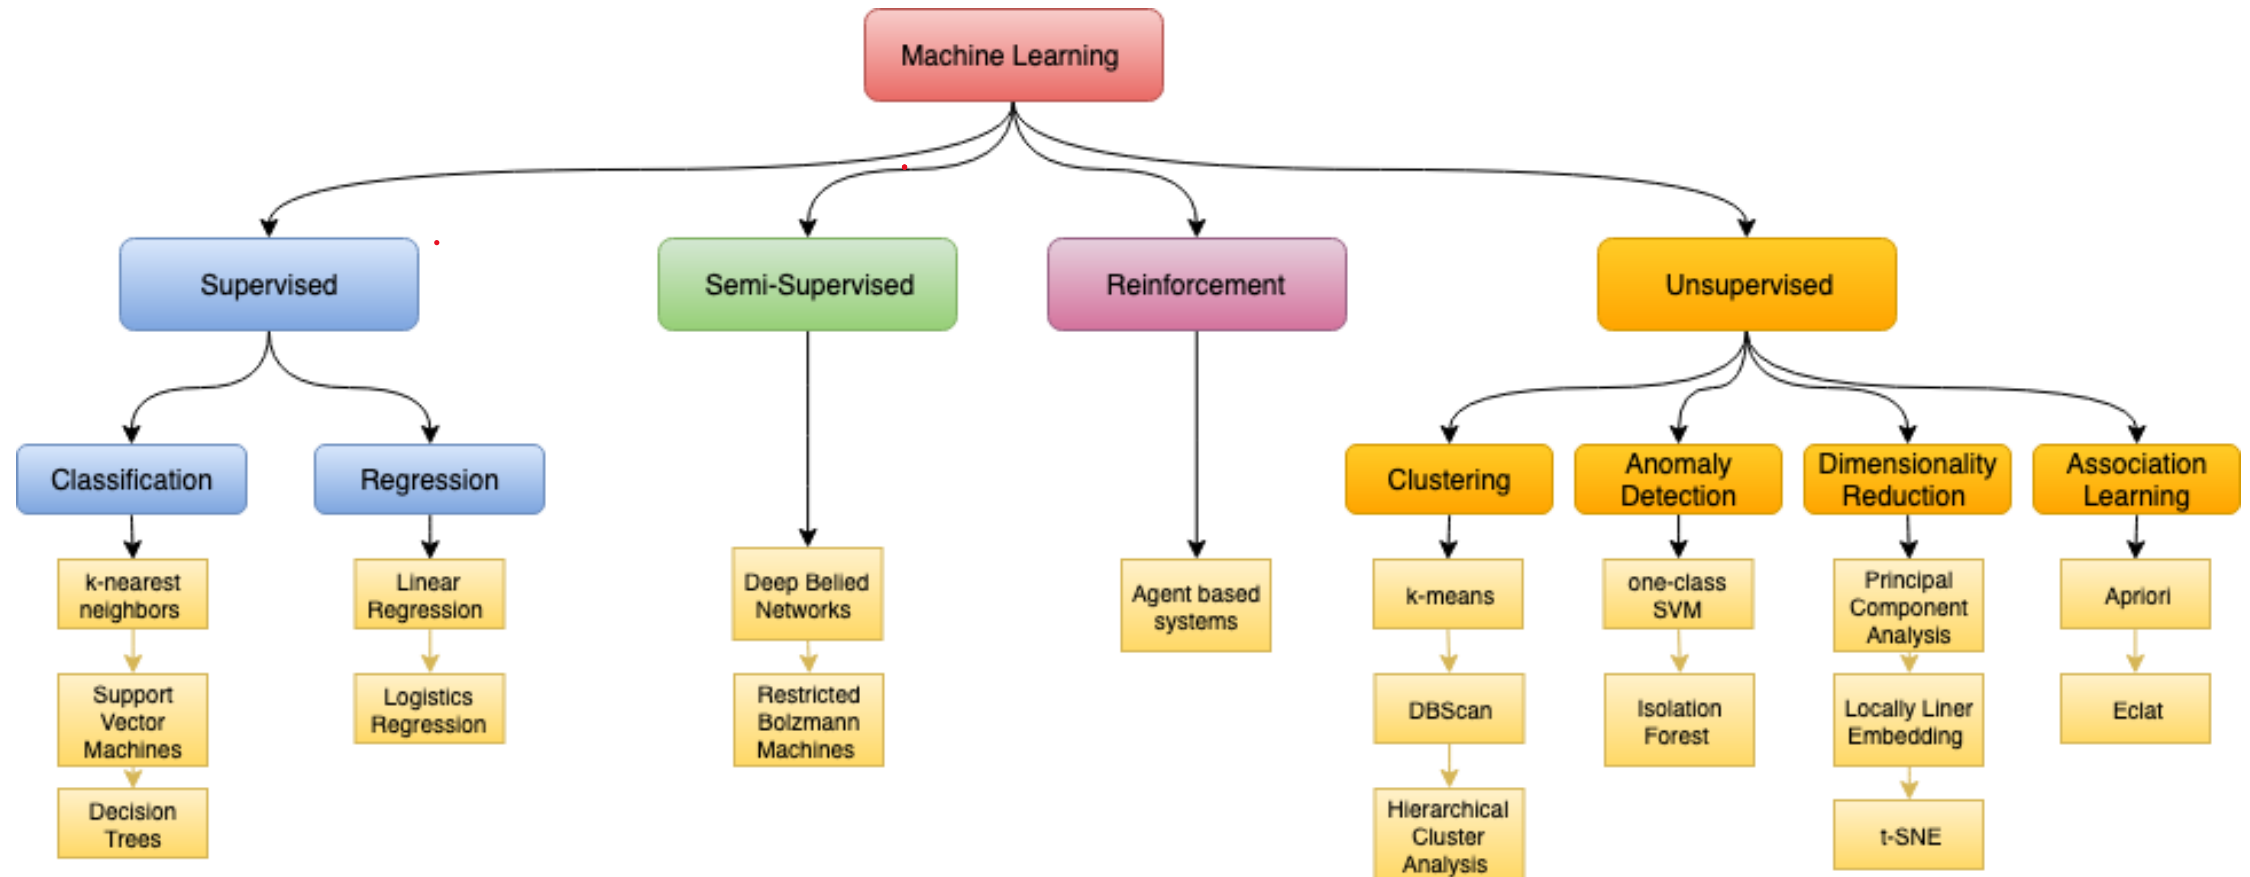 Machine Learning
Supervised
Semi-Supervised
Reinforcement
Unsupervised
Classification
Regression
Clustering
Anomaly
Detection
Dimensionality
Reduction
Association
Learning
k-nearest
neighbors
Linear
Regression
Deep Belied
Networks
Agent based
systems
k-means
one-class
SVM
Principal
Component
Analysis
Apriori
Support
Vector
Machines
Logistics
Regression
Restricted
Bolzmann
Machines
DBScan
Isolation
Forest
Locally Liner
Embedding
Eclat
Decision
Trees
Hierarchical
Cluster
Analysis
t-SNE